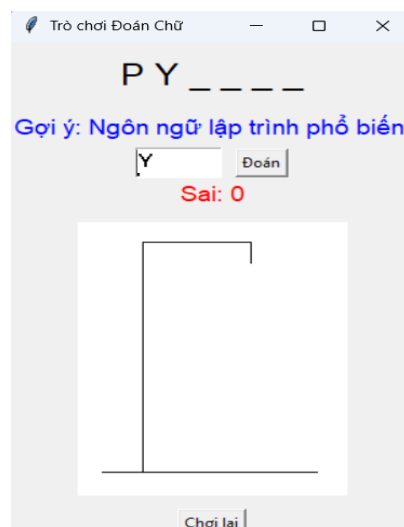 Trò chơi Đoán Chữ
P Y _ _ _ _
Gợi ý: Ngôn ngữ lập trình phổ biến
Y Đoán
Sai: 0
Chơi lại